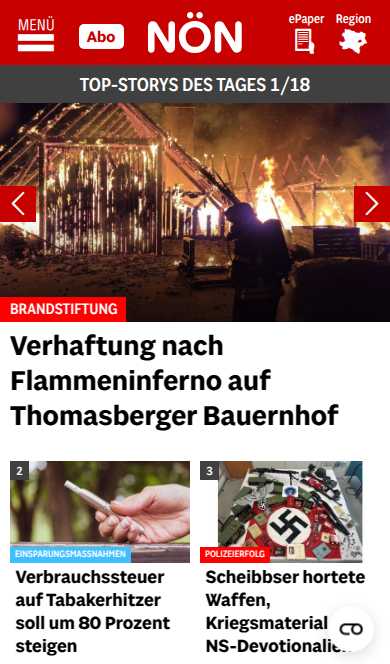 MENÜ
Abo
NÖN
ePaper
Region
TOP-STORYS DES TAGES 1/18
BRANDSTIFTUNG
Verhaftung nach
Flammeninferno auf
Thomasberger Bauernhof
2
EINSPARUNGSMASSNAHMEN
Verbrauchssteuer
auf Tabakerhitzer
soll um 80 Prozent
steigen
3
POLIZEIERFOLG
Scheibbser hortete
Waffen,
Kriegsmaterial
NS-Devotionalien